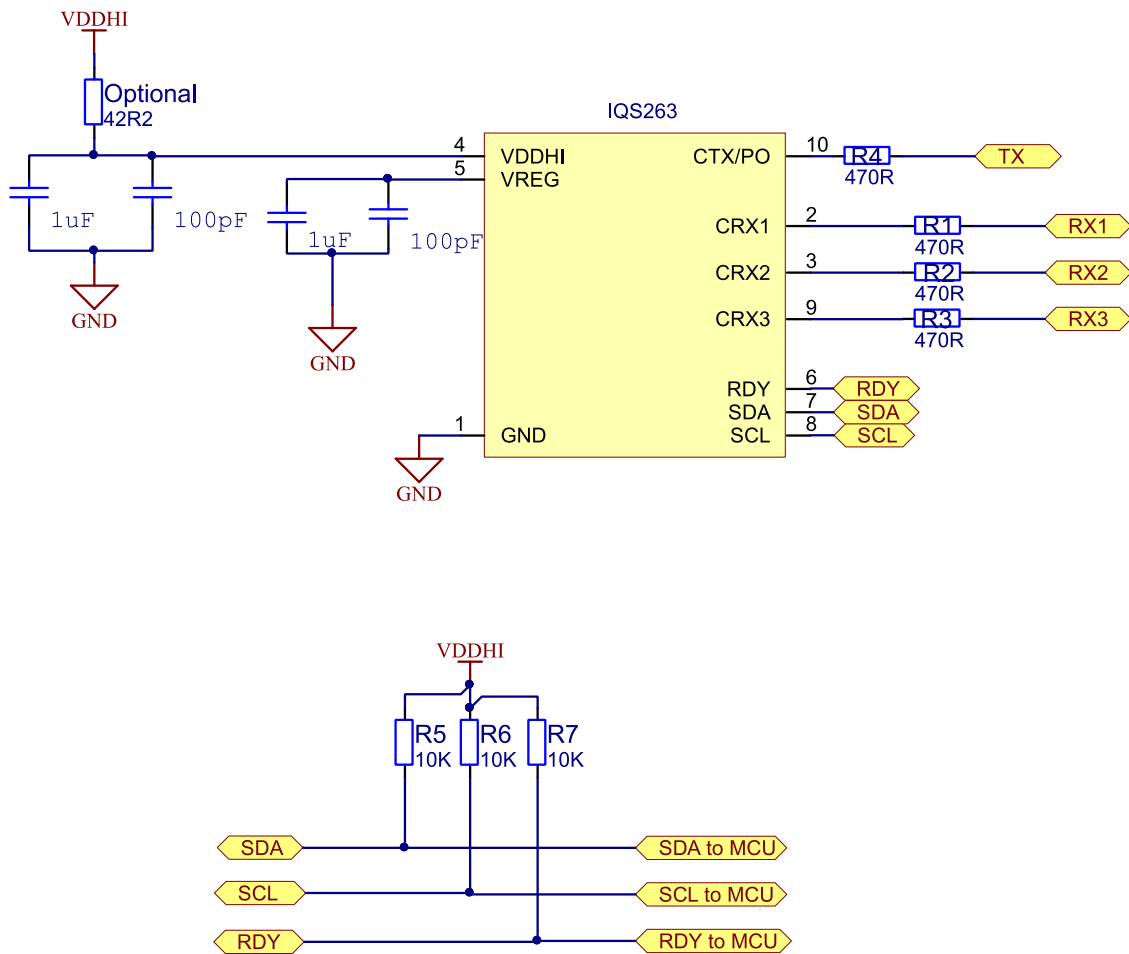 VDDHI
Optional
42R2
1uF
100pF
GND
1uF
100pF
GND
IQS263
4 VDDHI
5 VREG
1 GND
GND
CTX/PO 10 R4 TX
470R
CRX1 2 R1 RX1
470R
CRX2 3 R2 RX2
470R
CRX3 9 R3 RX3
470R
RDY 6 RDY
SDA 7 SDA
SCL 8 SCL
VDDHI
R5 R6 R7
10K 10K 10K
SDA SDA to MCU
SCL SCL to MCU
RDY RDY to MCU